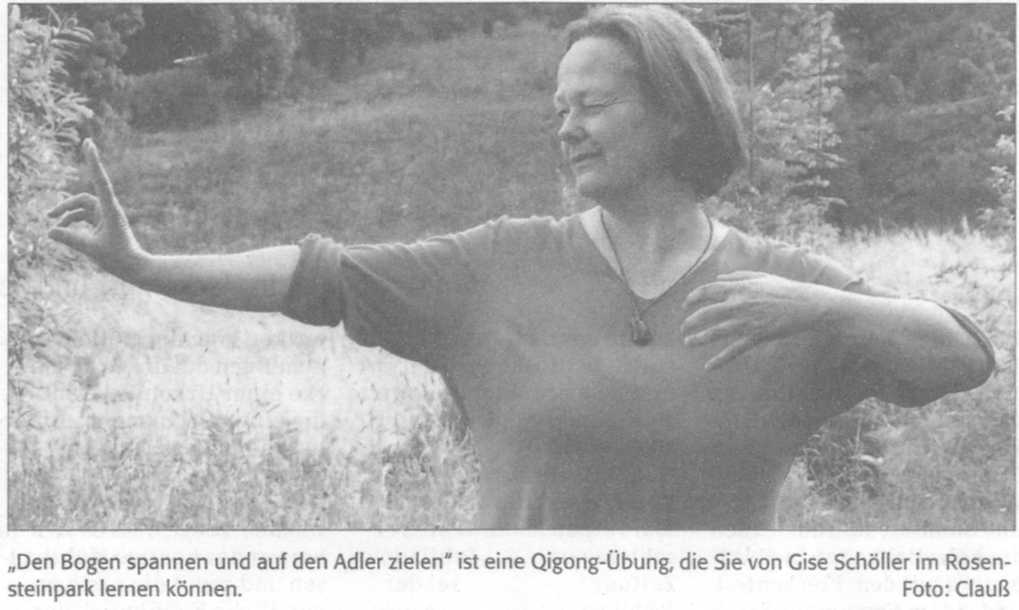 „Den Bogen spannen und auf den Adler zielen“ ist eine Qigong-Übung, die Sie von Gise Schöller im Rosen-
steinpark lernen können. Foto: Clauß